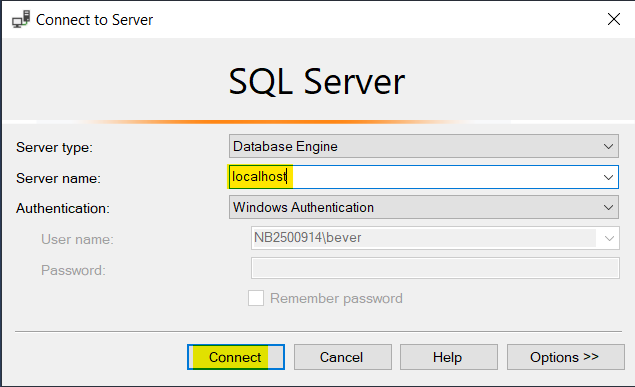 Connect to Server
SQL Server
Server type: Database Engine
Server name: localhost
Authentication: Windows Authentication
User name: NB2500914\bever
Password:
Remember password
Connect Cancel Help Options >>